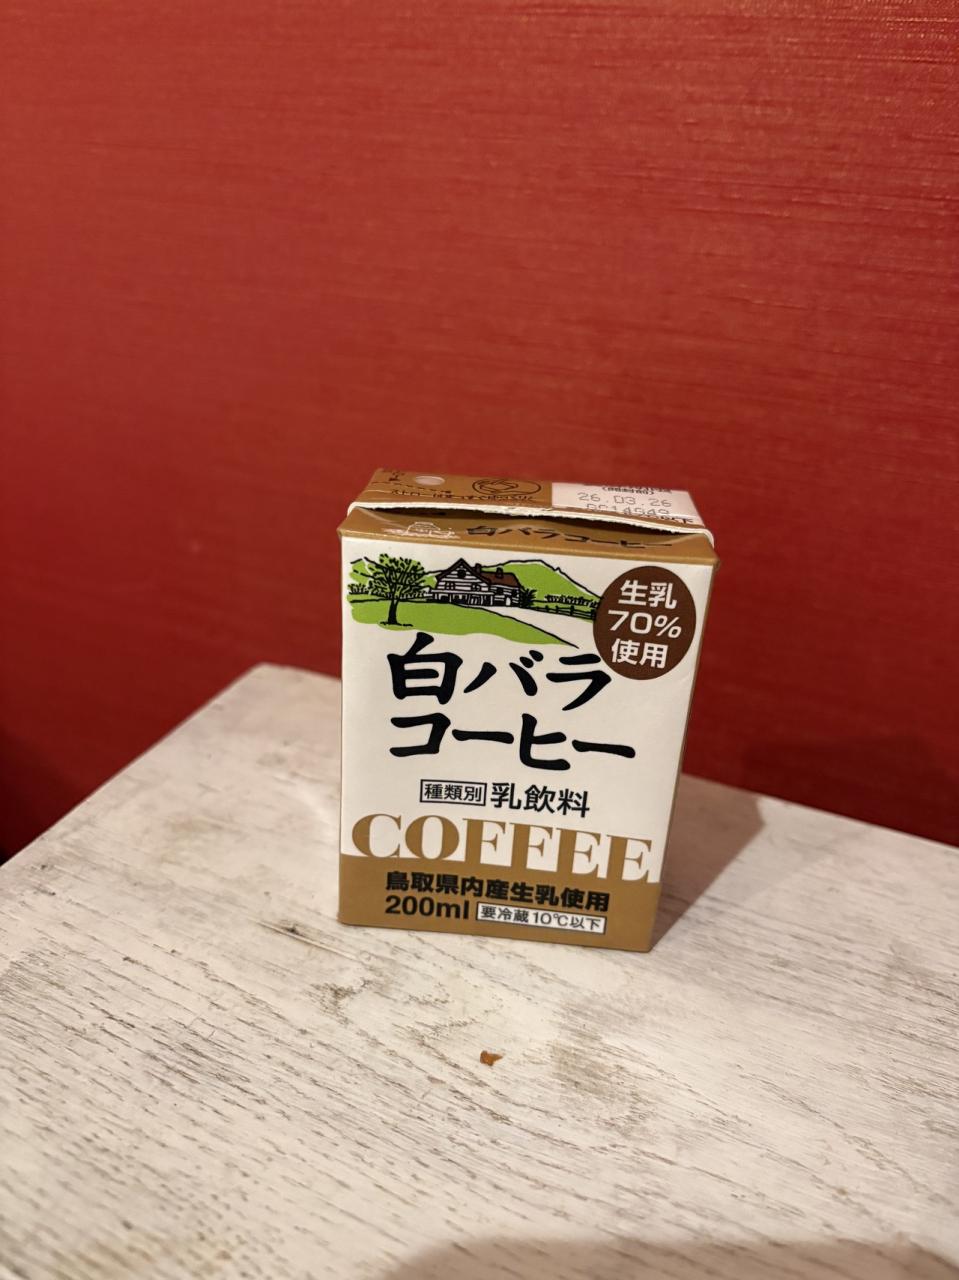 26.03.26
白バラコーヒー
生乳
70%
使用
白バラ
コーヒー
種類別 乳飲料
COFFEE
鳥取県内産生乳使用
200ml 要冷蔵10℃以下